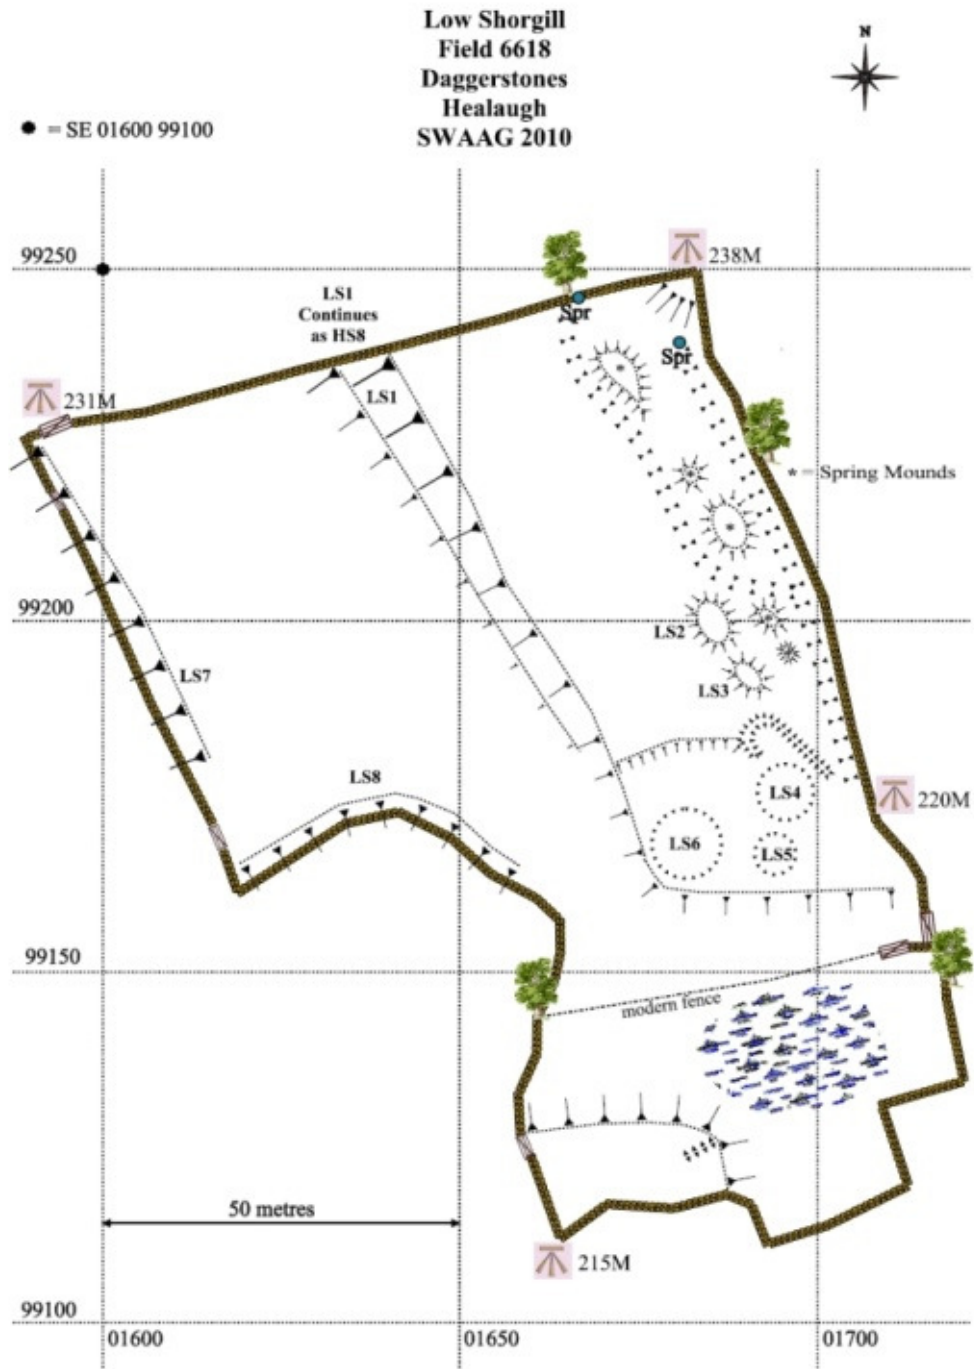 Low Shorgill
Field 6618
Daggerstones
Healaugh
SWAAG 2010
N
= SE 01600 99100
99250
238M
LS1
Continues
as HS8
Spr
Spr
231M
LS1
* = Spring Mounds
99200
LS2
LS7
LS3
LS8
LS4
220M
LS6
LS5
99150
modern fence
50 metres
215M
99100
01600
01650
01700